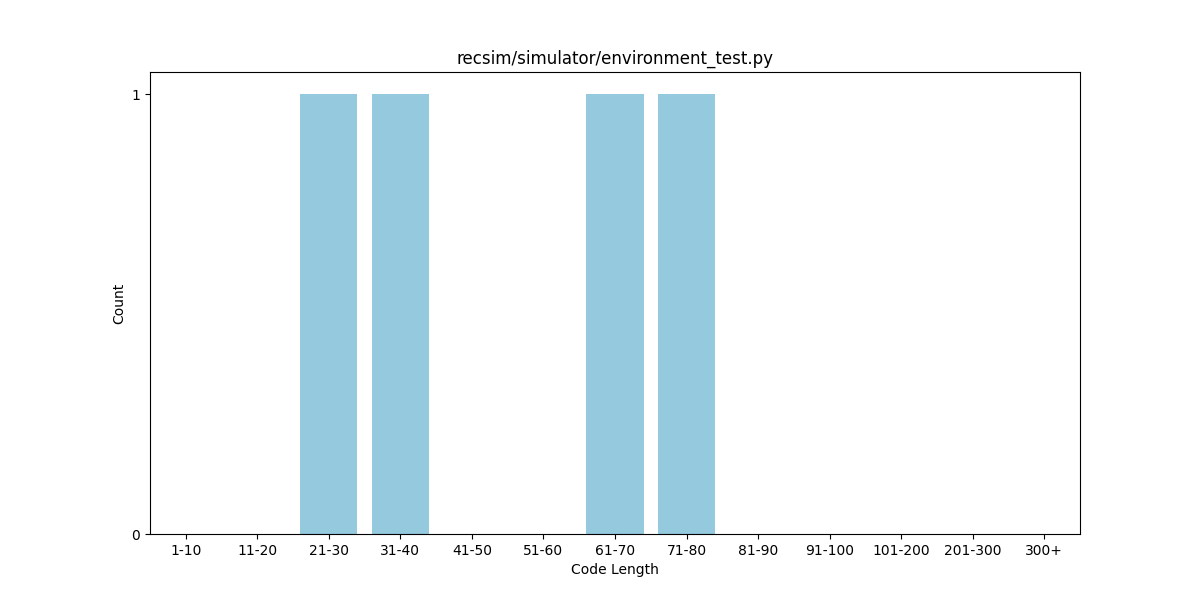 recsim/simulator/environment_test.py
Count
1
0
1-10 11-20 21-30 31-40 41-50 51-60 61-70 71-80 81-90 91-100 101-200 201-300 300+
Code Length